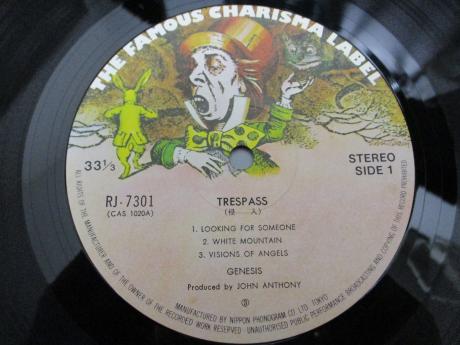 THE FAMOUS CHARISMA LABEL
33⅓
STEREO
SIDE 1
RJ-7301
(CAS 1020A)
TRESPASS
(侵 入)
1. LOOKING FOR SOMEONE
2. WHITE MOUNTAIN
3. VISIONS OF ANGELS
GENESIS
Produced by JOHN ANTHONY
MANUFACTURED BY NIPPON PHONOGRAM CO LTD. TOKYO
ALL RIGHTS OF THE MANUFACTURER AND OF THE OWNER OF THE RECORDED WORK RESERVED · UNAUTHORISED PUBLIC PERFORMANCE BROADCASTING AND COPYING OF THIS RECORD PROHIBITED